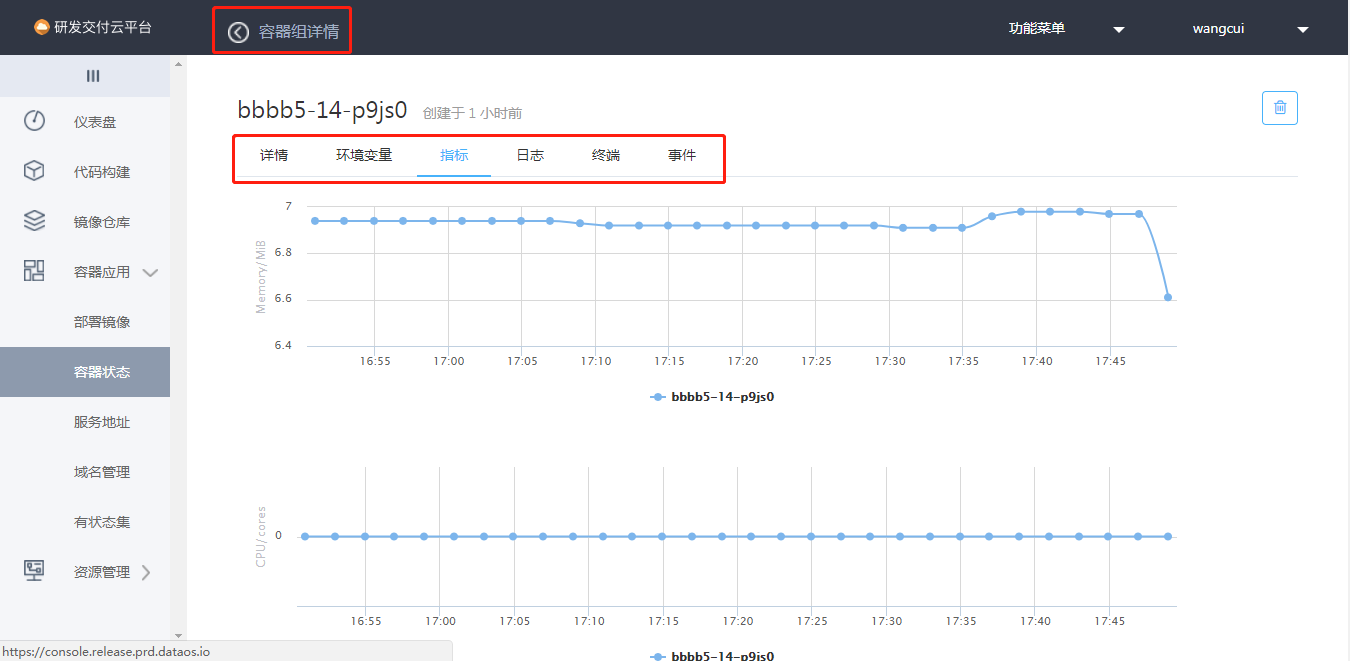 研发交付云平台
容器组详情
功能菜单
wangcui
仪表盘
代码构建
镜像仓库
容器应用
部署镜像
容器状态
服务地址
域名管理
有状态集
资源管理
bbbb5-14-p9js0 创建于 1 小时前
详情 环境变量 指标 日志 终端 事件
Memory/MiB
7
6.8
6.6
6.4
16:55 17:00 17:05 17:10 17:15 17:20 17:25 17:30 17:35 17:40 17:45
bbbb5-14-p9js0
CPU/cores
0
16:55 17:00 17:05 17:10 17:15 17:20 17:25 17:30 17:35 17:40 17:45
bbbb5-14-p9js0
https://console.release.prd.dataos.io